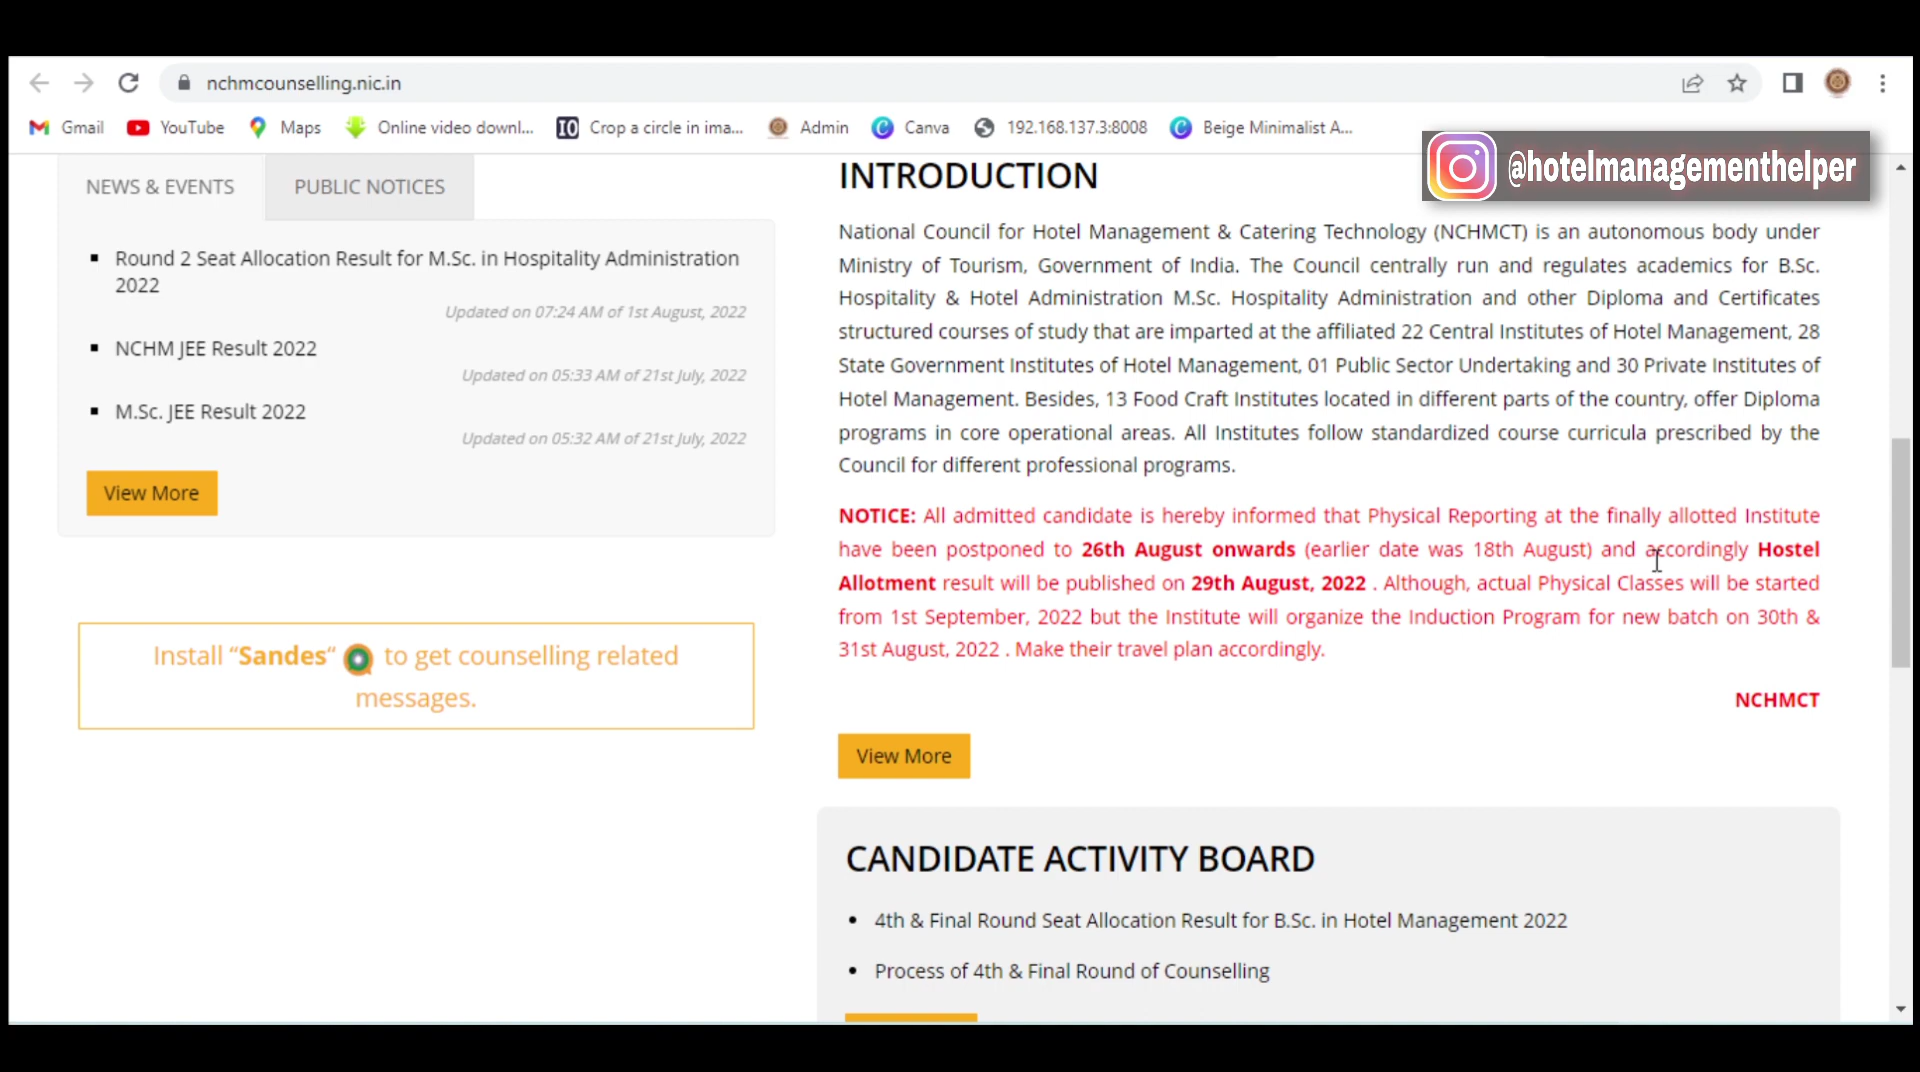 nchmcounselling.nic.in
Gmail
YouTube
Maps
Online video downl...
IO
Crop a circle in ima...
Admin
Canva
192.168.137.3:8008
Beige Minimalist A...
@hotelmanagementhelper
NEWS & EVENTS
PUBLIC NOTICES
Round 2 Seat Allocation Result for M.Sc. in Hospitality Administration
2022
Updated on 07:24 AM of 1st August, 2022
NCHM JEE Result 2022
Updated on 05:33 AM of 21st July, 2022
M.Sc. JEE Result 2022
Updated on 05:32 AM of 21st July, 2022
View More
Install “Sandes“ to get counselling related
messages.
INTRODUCTION
National Council for Hotel Management & Catering Technology (NCHMCT) is an autonomous body under
Ministry of Tourism, Government of India. The Council centrally run and regulates academics for B.Sc.
Hospitality & Hotel Administration M.Sc. Hospitality Administration and other Diploma and Certificates
structured courses of study that are imparted at the affiliated 22 Central Institutes of Hotel Management, 28
State Government Institutes of Hotel Management, 01 Public Sector Undertaking and 30 Private Institutes of
Hotel Management. Besides, 13 Food Craft Institutes located in different parts of the country, offer Diploma
programs in core operational areas. All Institutes follow standardized course curricula prescribed by the
Council for different professional programs.
NOTICE: All admitted candidate is hereby informed that Physical Reporting at the finally allotted Institute
have been postponed to 26th August onwards (earlier date was 18th August) and accordingly Hostel
Allotment result will be published on 29th August, 2022 . Although, actual Physical Classes will be started
from 1st September, 2022 but the Institute will organize the Induction Program for new batch on 30th &
31st August, 2022 . Make their travel plan accordingly.
NCHMCT
View More
CANDIDATE ACTIVITY BOARD
4th & Final Round Seat Allocation Result for B.Sc. in Hotel Management 2022
Process of 4th & Final Round of Counselling